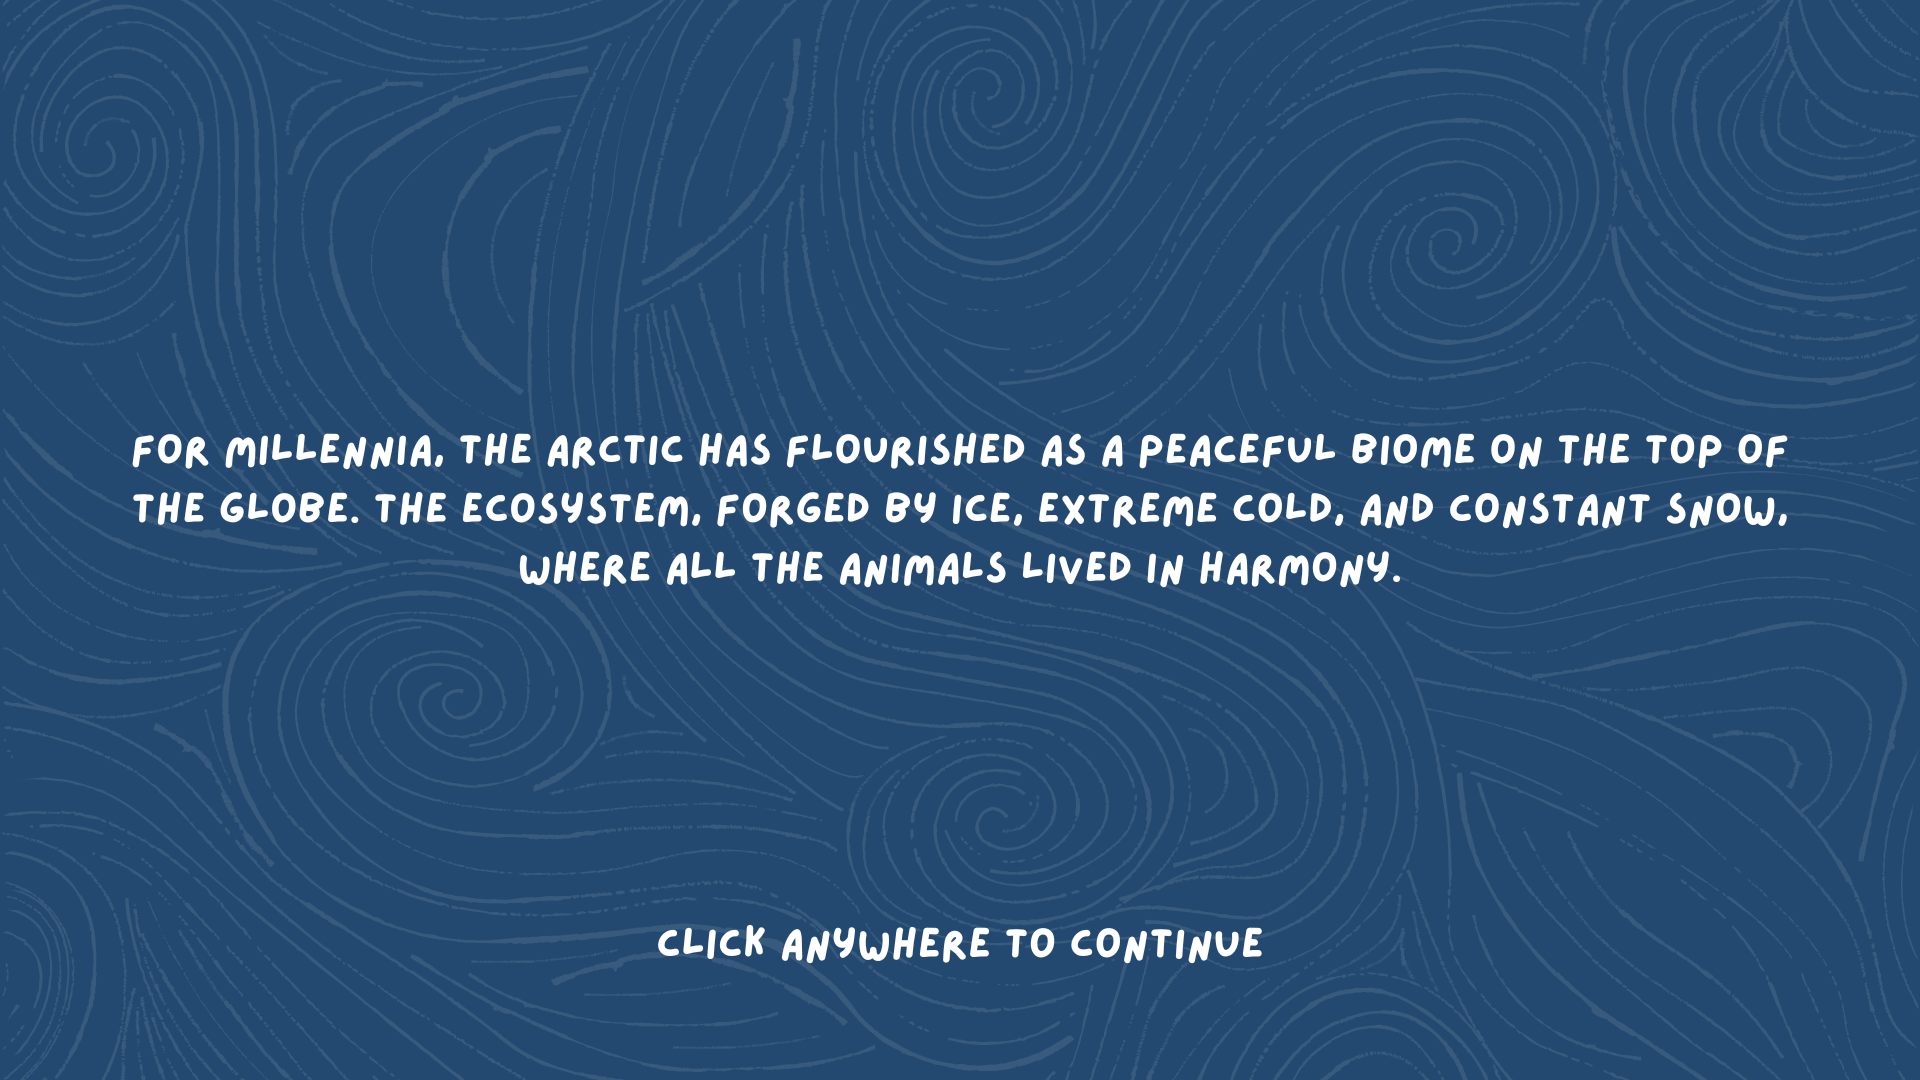 FOR MILLENNIA, THE ARCTIC HAS FLOURISHED AS A PEACEFUL BIOME ON THE TOP OF
THE GLOBE. THE ECOSYSTEM, FORGED BY ICE, EXTREME COLD, AND CONSTANT SNOW,
WHERE ALL THE ANIMALS LIVED IN HARMONY.
CLICK ANYWHERE TO CONTINUE